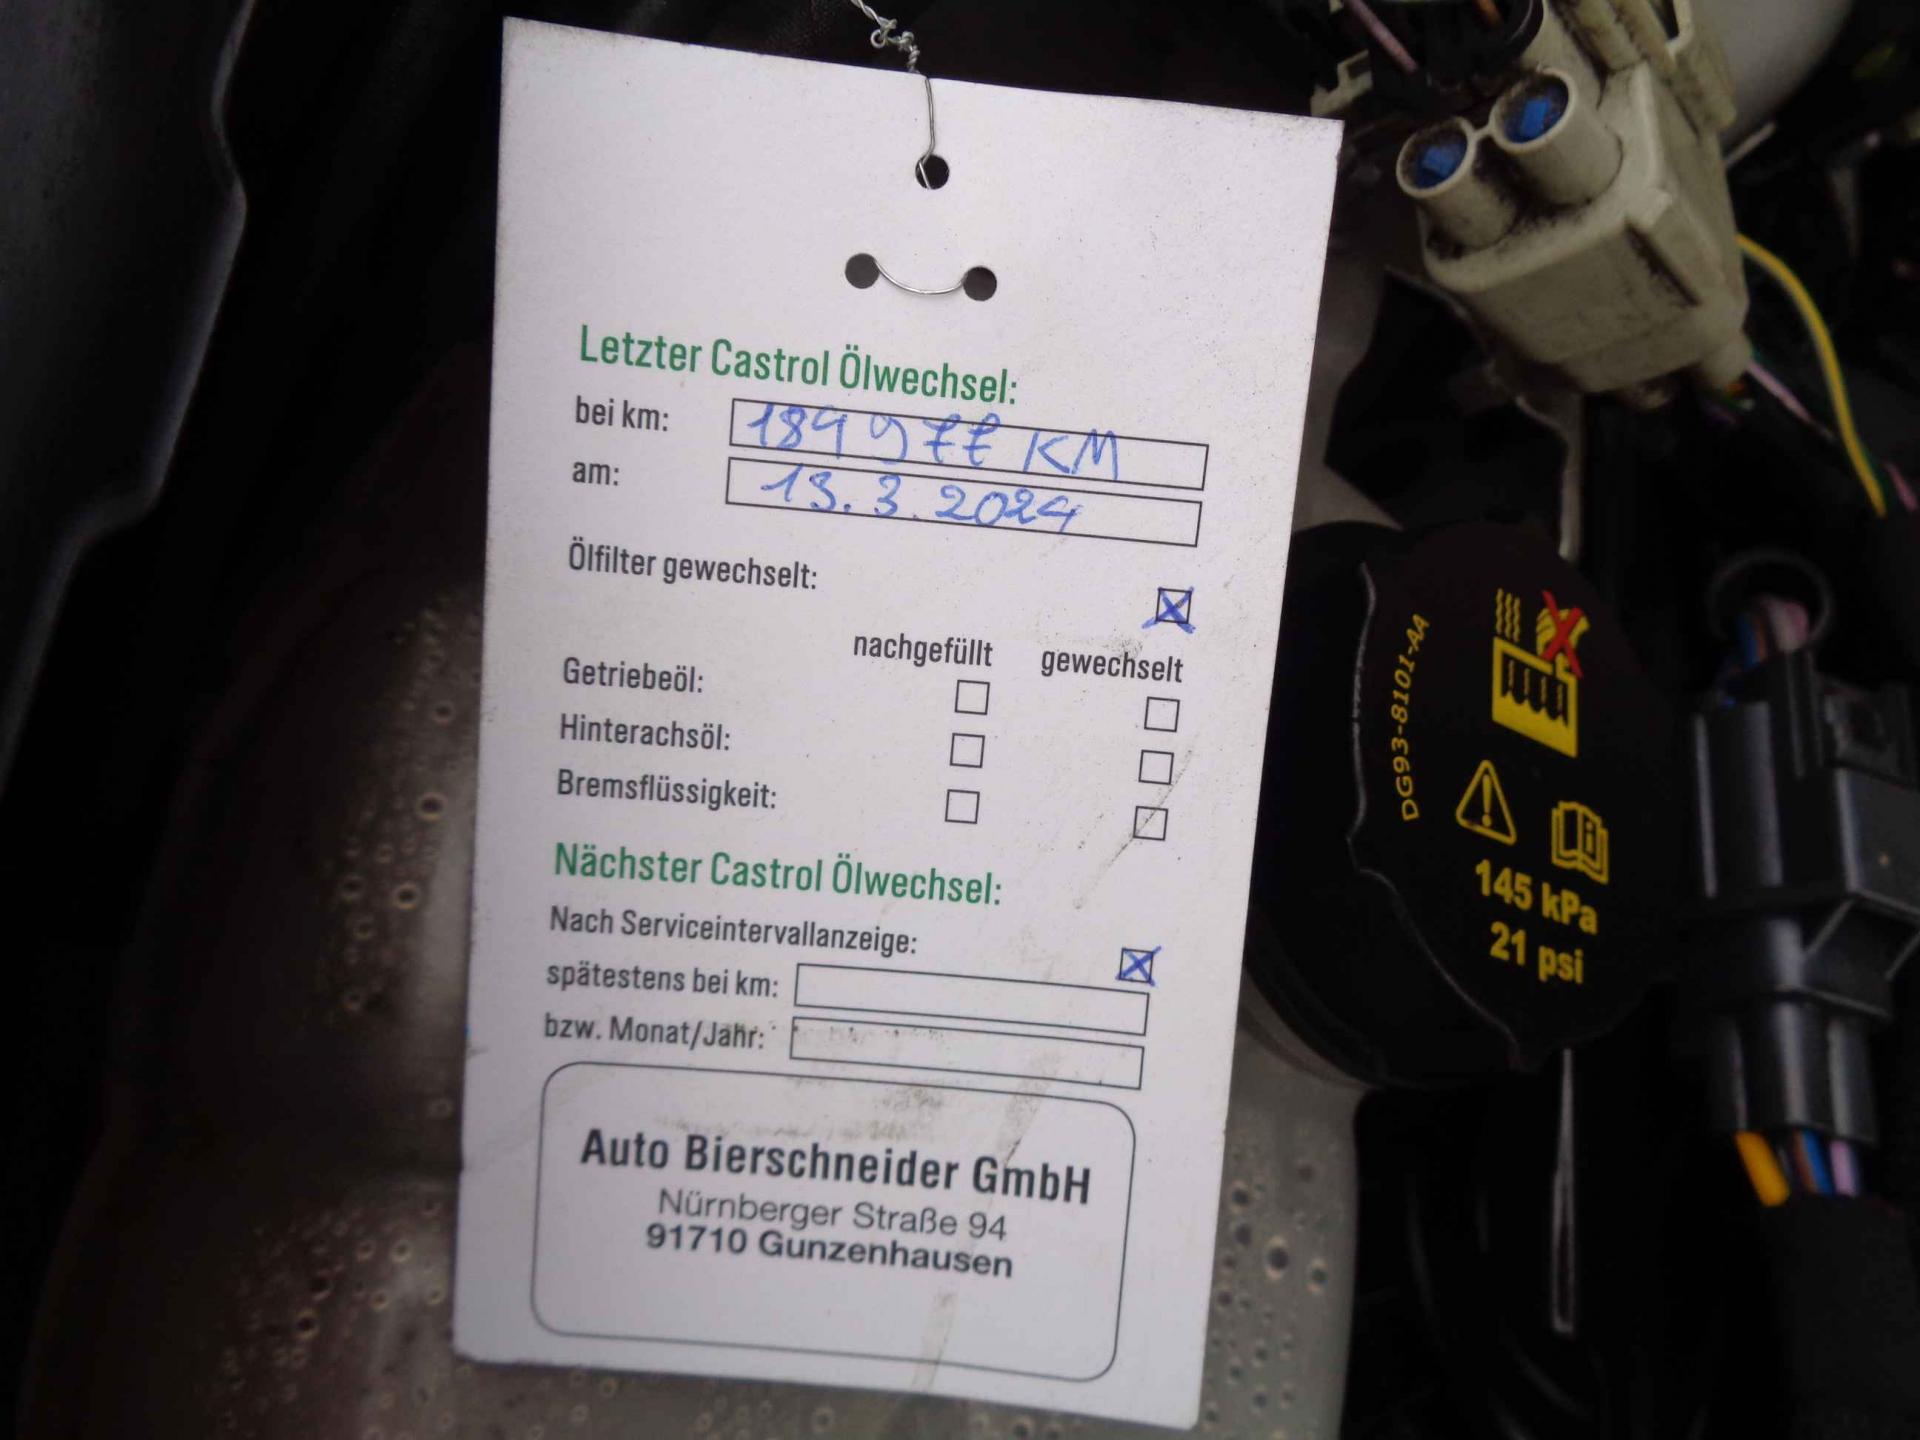 Letzter Castrol Ölwechsel:
bei km: 184977 KM
am: 13.3.2024
Ölfilter gewechselt:
nachgefüllt gewechselt
Getriebeöl:
Hinterachsöl:
Bremsflüssigkeit:
Nächster Castrol Ölwechsel:
Nach Serviceintervallanzeige:
spätestens bei km:
bzw. Monat/Jahr:
Auto Bierschneider GmbH
Nürnberger Straße 94
91710 Gunzenhausen
DG93-8101-AA
145 kPa
21 psi